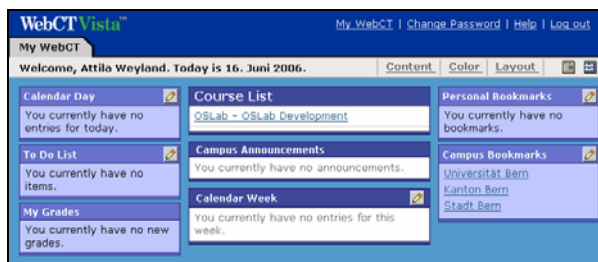 WebCT Vista™
My WebCT | Change Password | Help | Log out
My WebCT
Welcome, Attila Weyland. Today is 16. Juni 2006.
Content Color Layout
Calendar Day
You currently have no
entries for today.
To Do List
You currently have no
items.
My Grades
You currently have no new
grades.
Course List
OSLab - OSLab Development
Campus Announcements
You currently have no announcements.
Calendar Week
You currently have no entries for this
week.
Personal Bookmarks
You currently have no
bookmarks.
Campus Bookmarks
Universität Bern
Kanton Bern
Stadt Bern